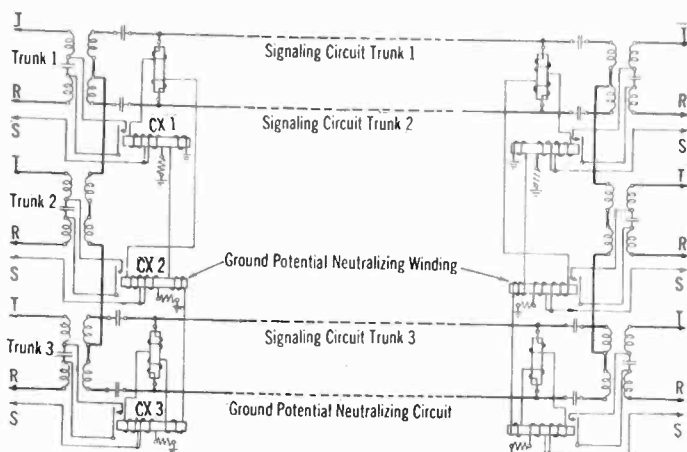 T
T
Trunk 1
Signaling Circuit Trunk 1
R
R
Signaling Circuit Trunk 2
S
CX 1
S
T
T
Trunk 2
R
R
S
CX 2
Ground Potential Neutralizing Winding
S
T
Signaling Circuit Trunk 3
T
Trunk 3
R
R
Ground Potential Neutralizing Circuit
S
CX 3
S